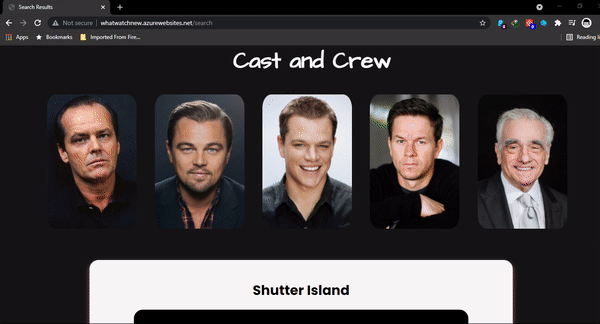 Search Results
Not secure | whatwatchnew.azurewebsites.net/search
Apps Bookmarks Imported From Fire... Reading li
Cast and Crew
Shutter Island